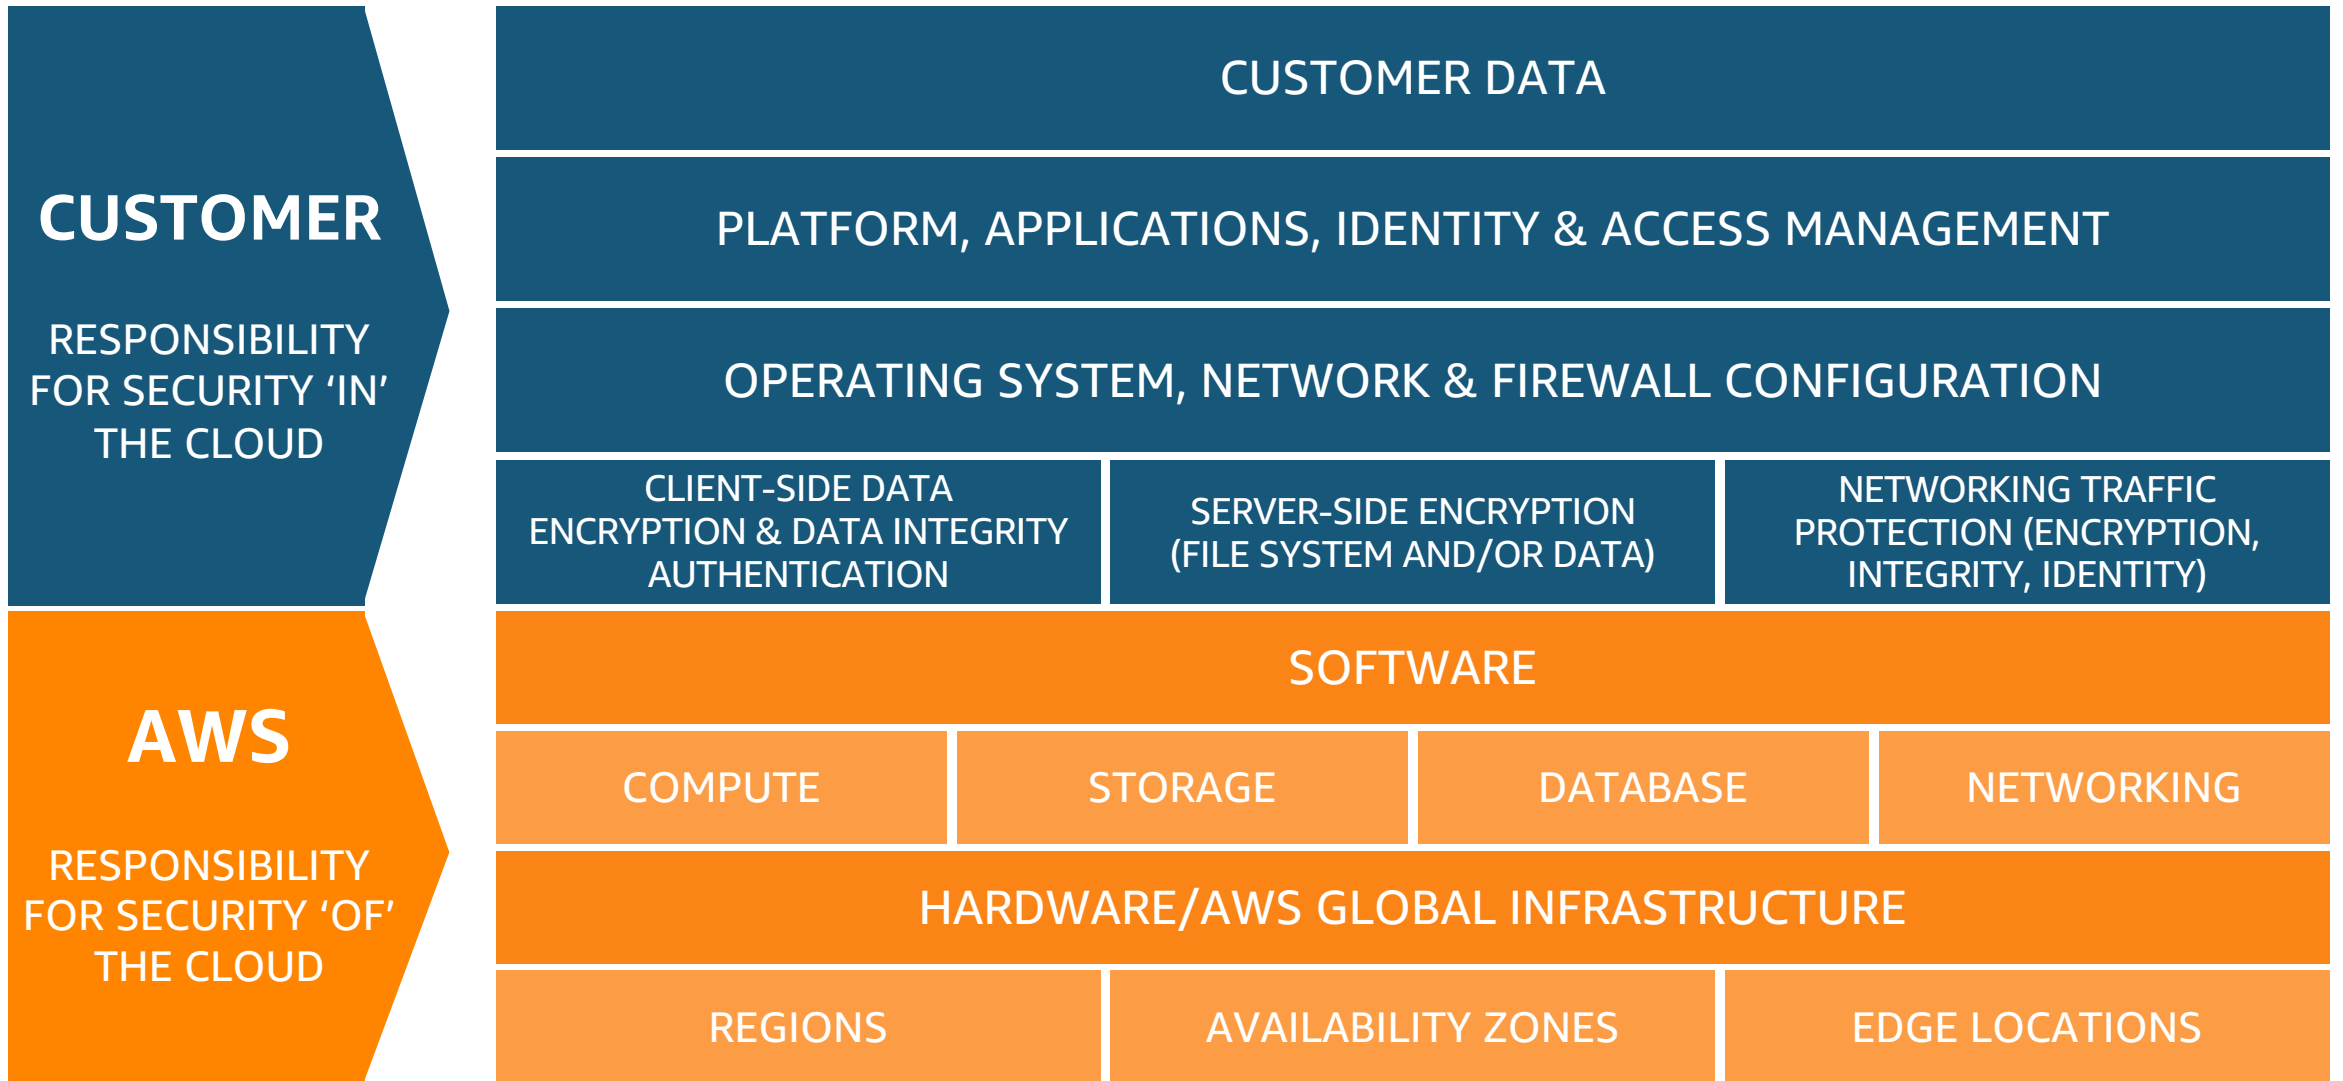 CUSTOMER
RESPONSIBILITY
FOR SECURITY ‘IN’
THE CLOUD
CUSTOMER DATA
PLATFORM, APPLICATIONS, IDENTITY & ACCESS MANAGEMENT
OPERATING SYSTEM, NETWORK & FIREWALL CONFIGURATION
CLIENT-SIDE DATA
ENCRYPTION & DATA INTEGRITY
AUTHENTICATION
SERVER-SIDE ENCRYPTION
(FILE SYSTEM AND/OR DATA)
NETWORKING TRAFFIC
PROTECTION (ENCRYPTION,
INTEGRITY, IDENTITY)
AWS
RESPONSIBILITY
FOR SECURITY ‘OF’
THE CLOUD
SOFTWARE
COMPUTE
STORAGE
DATABASE
NETWORKING
HARDWARE/AWS GLOBAL INFRASTRUCTURE
REGIONS
AVAILABILITY ZONES
EDGE LOCATIONS